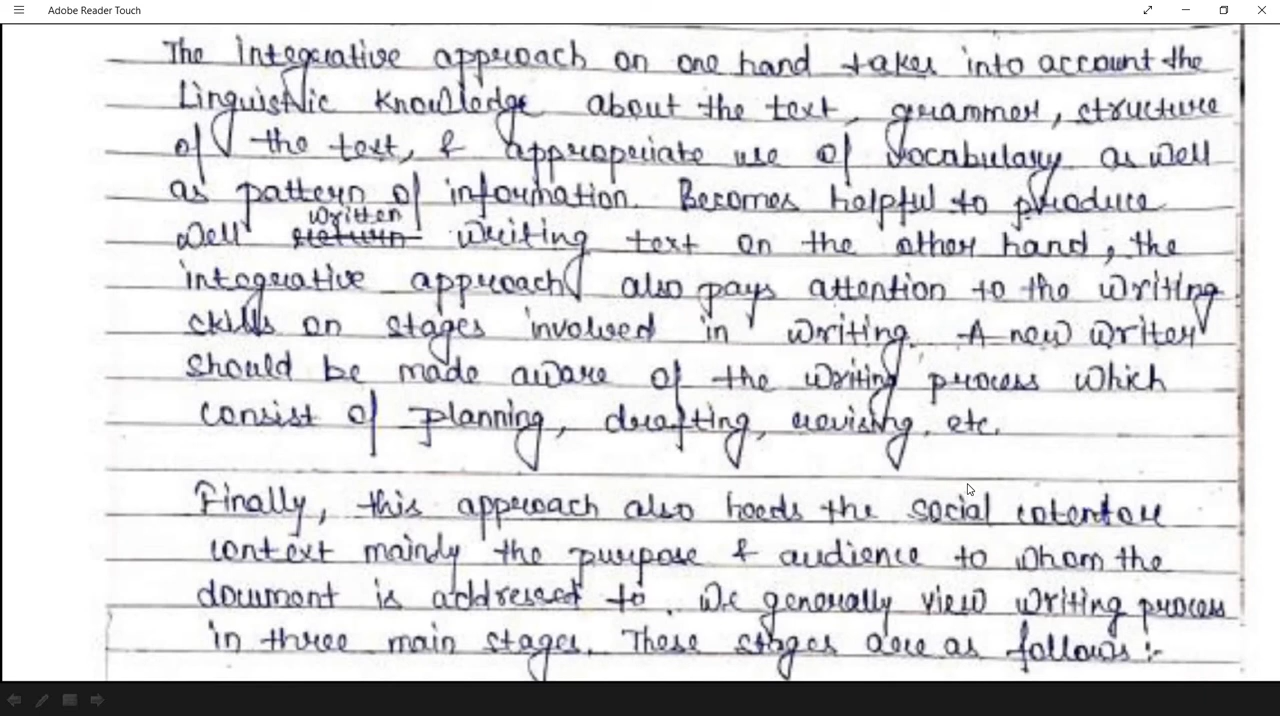 Adobe Reader Touch
The integerative approach on one hand takes into account the
Linguistic Knowledge about the text, grammer, structure
of the text, & appropriate use of vocabulary as well
as pattern of information. Becomes helpful to produce
written
well return writing text on the other hand, the
integrative approach also pays attention to the writing
skills on stages involved in writing. A new writer
should be made aware of the writing process which
consist of planning, drafting, revising, etc.
Finally, this approach also heeds the social
context mainly the purpose & audience to whom the
document is addressed to. We generally view writing process
in three main stages. These stages are as follows:-